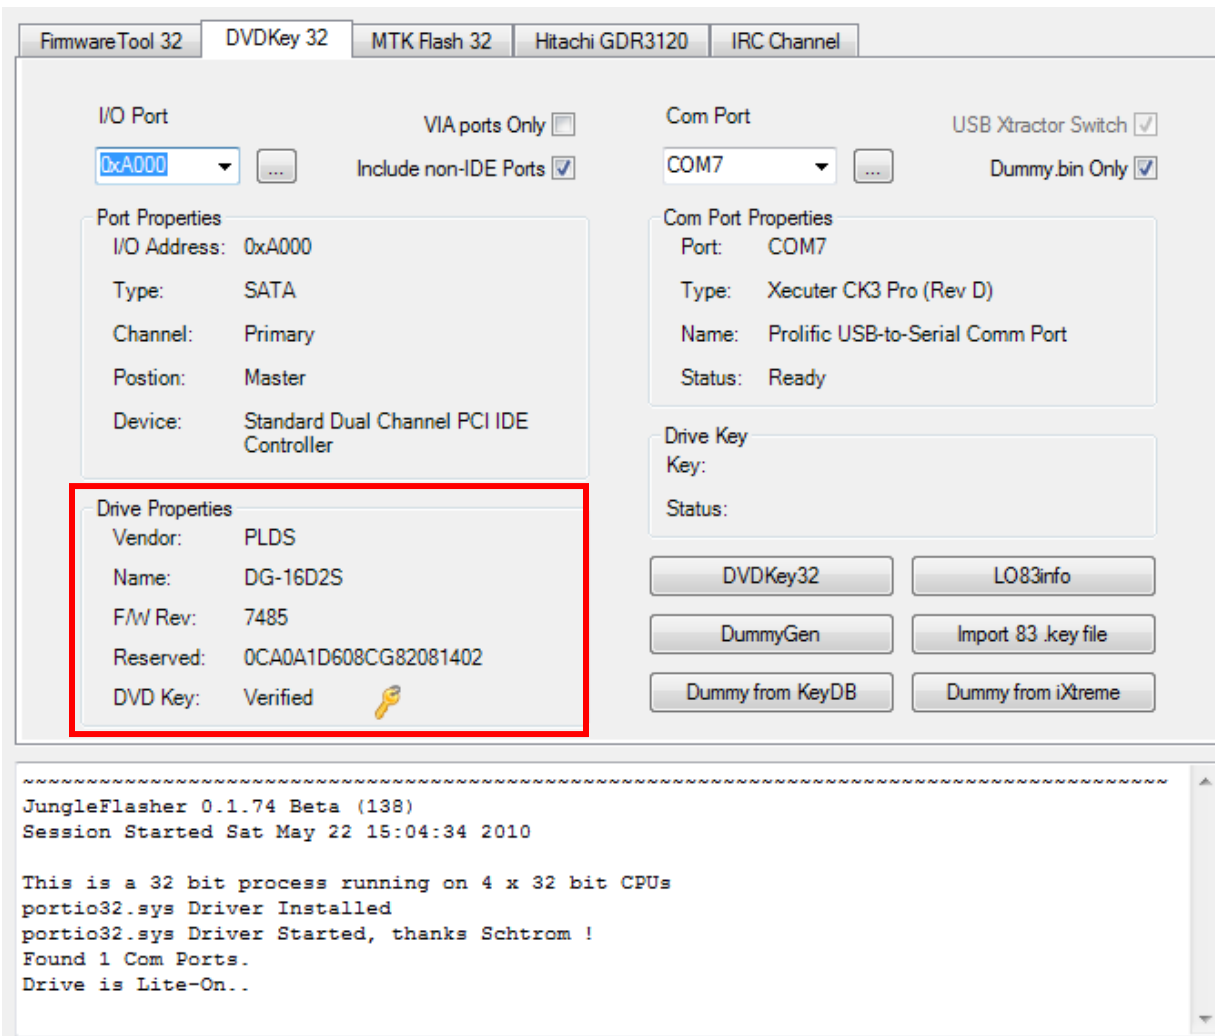 FirmwareTool 32
DVDKey 32
MTK Flash 32
Hitachi GDR3120
IRC Channel
I/O Port
VIA ports Only
0xA000
...
Include non-IDE Ports
Port Properties
I/O Address: 0xA000
Type: SATA
Channel: Primary
Postion: Master
Device: Standard Dual Channel PCI IDE
Controller
Drive Properties
Vendor: PLDS
Name: DG-16D2S
F/W Rev: 7485
Reserved: 0CA0A1D608CG82081402
DVD Key: Verified
Com Port
USB Xtractor Switch
COM7
...
Dummy.bin Only
Com Port Properties
Port: COM7
Type: Xecuter CK3 Pro (Rev D)
Name: Prolific USB-to-Serial Comm Port
Status: Ready
Drive Key
Key:
Status:
DVDKey32
LO83info
DummyGen
Import 83 .key file
Dummy from KeyDB
Dummy from iXtreme
JungleFlasher 0.1.74 Beta (138)
Session Started Sat May 22 15:04:34 2010
This is a 32 bit process running on 4 x 32 bit CPUs
portio32.sys Driver Installed
portio32.sys Driver Started, thanks Schtrom !
Found 1 Com Ports.
Drive is Lite-On..